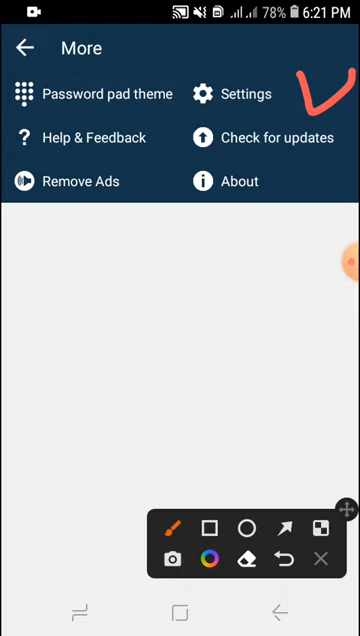 78% 6:21 PM
More
Password pad theme Settings
? Help & Feedback Check for updates
Remove Ads About